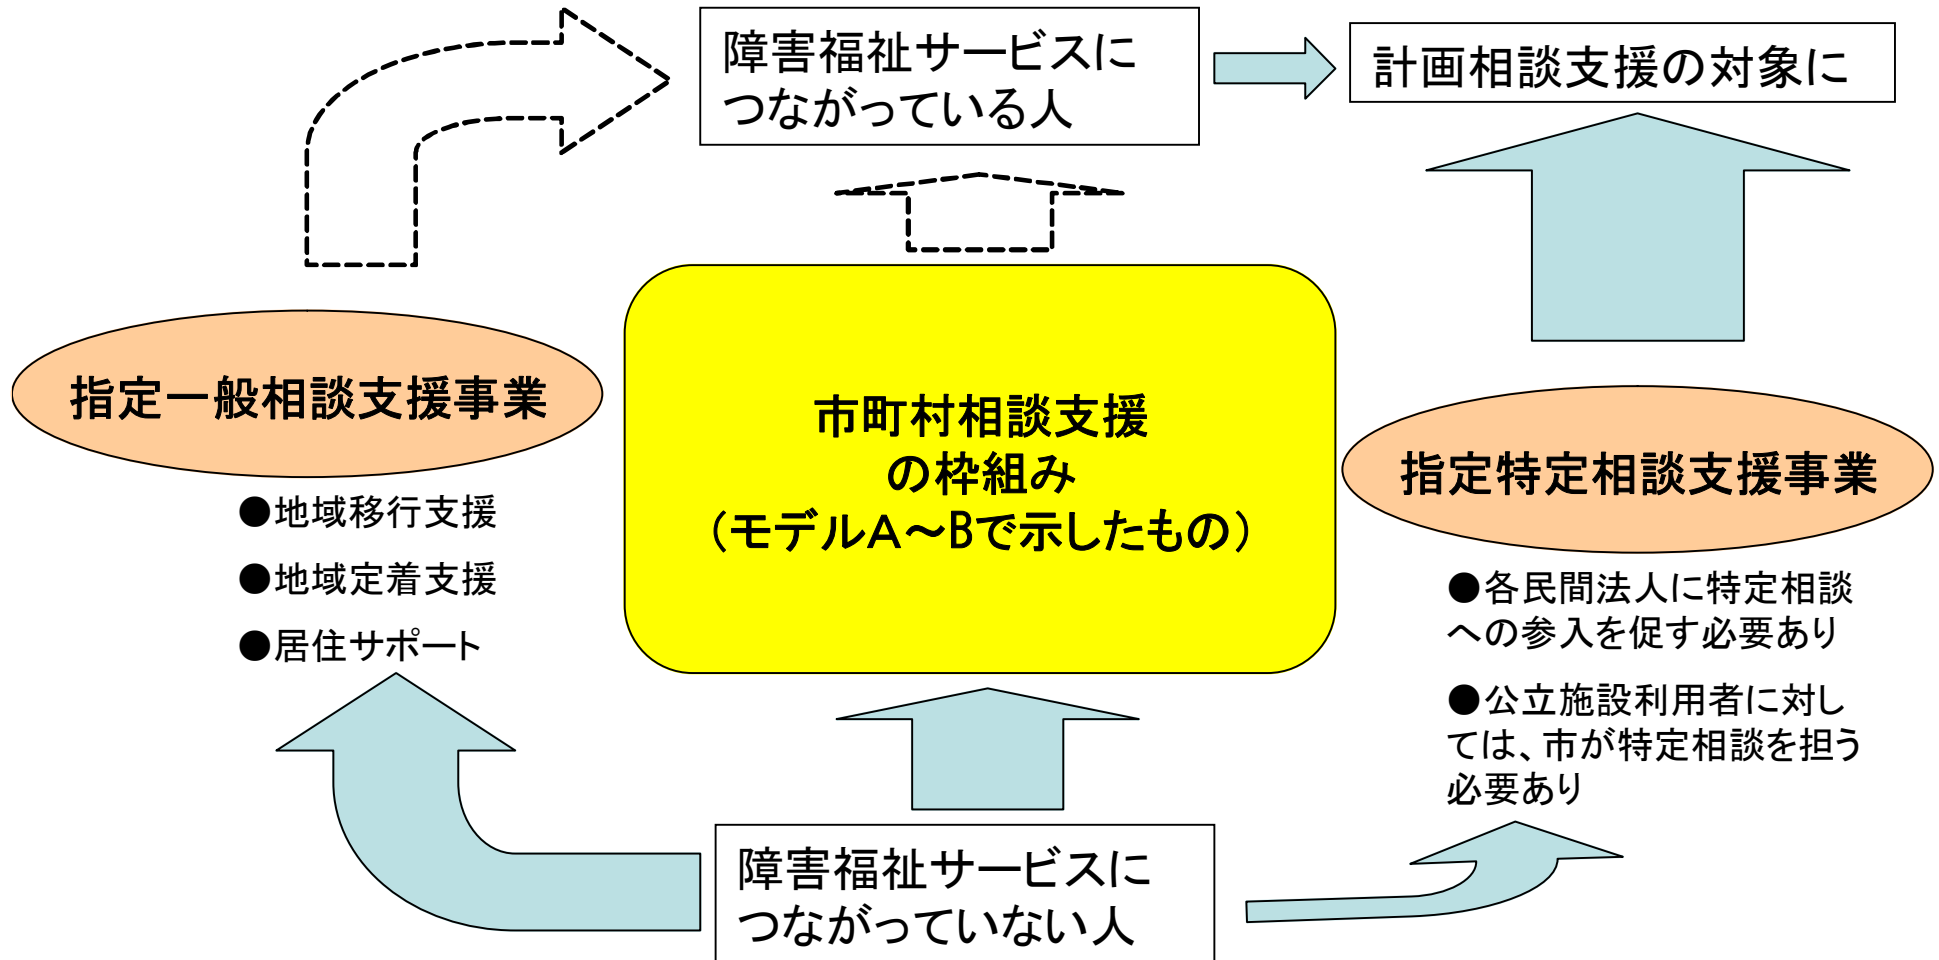 障害福祉サービスに
つながっている人
計画相談支援の対象に
指定一般相談支援事業
●地域移行支援
●地域定着支援
●居住サポート
市町村相談支援
の枠組み
（モデルA～Bで示したもの）
指定特定相談支援事業
●各民間法人に特定相談
への参入を促す必要あり
●公立施設利用者に対し
ては、市が特定相談を担う
必要あり
障害福祉サービスに
つながっていない人